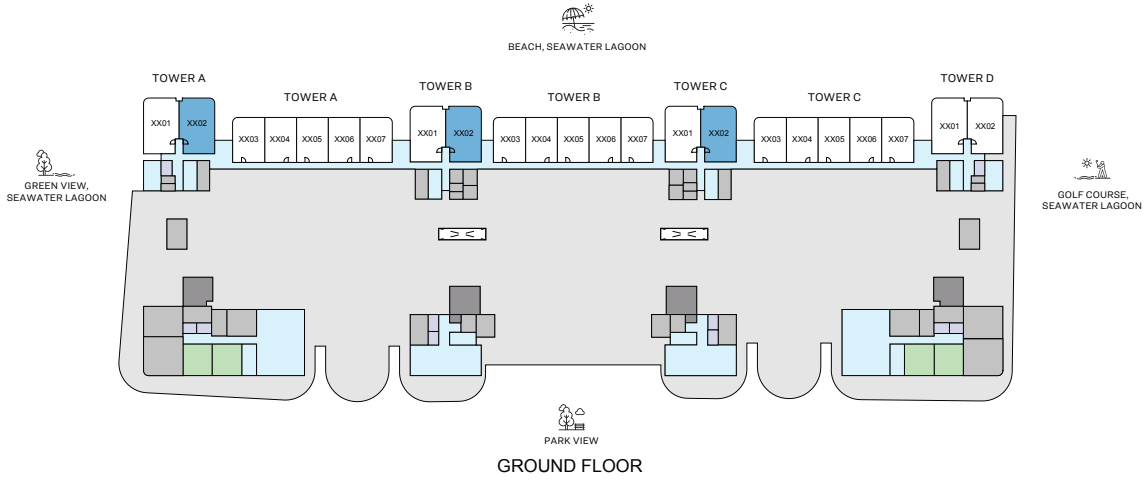 BEACH, SEAWATER LAGOON
TOWER A
TOWER A
TOWER B
TOWER B
TOWER C
TOWER C
TOWER D
XX01 XX02
XX03 XX04 XX05 XX06 XX07
XX01 XX02
XX03 XX04 XX05 XX06 XX07
XX01 XX02
XX03 XX04 XX05 XX06 XX07
XX01 XX02
GREEN VIEW,
SEAWATER LAGOON
GOLF COURSE,
SEAWATER LAGOON
PARK VIEW
GROUND FLOOR